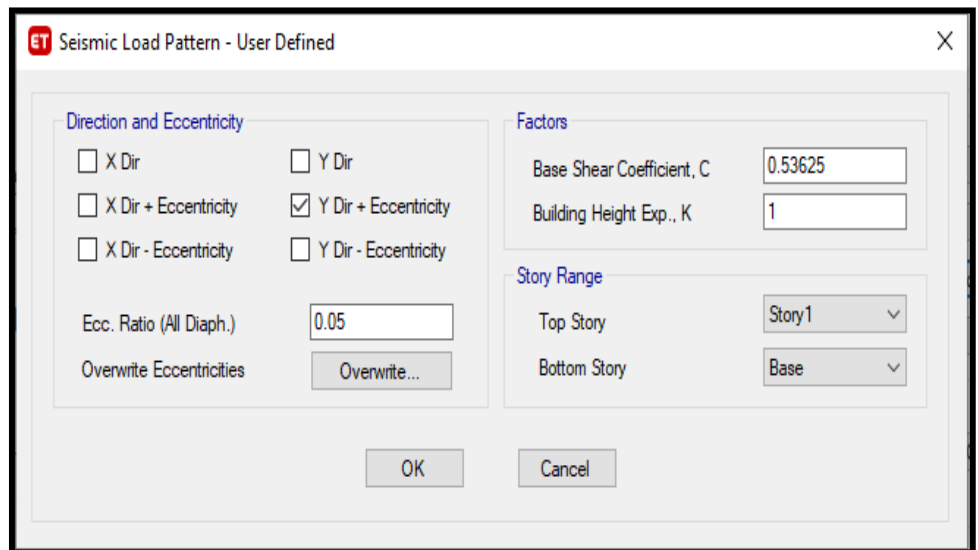 ET Seismic Load Pattern - User Defined
Direction and Eccentricity
X Dir
Y Dir
X Dir + Eccentricity
Y Dir + Eccentricity
X Dir - Eccentricity
Y Dir - Eccentricity
Ecc. Ratio (All Diaph.)
0.05
Overwrite Eccentricities
Overwrite...
Factors
Base Shear Coefficient, C
0.53625
Building Height Exp., K
1
Story Range
Top Story
Story1
Bottom Story
Base
OK
Cancel